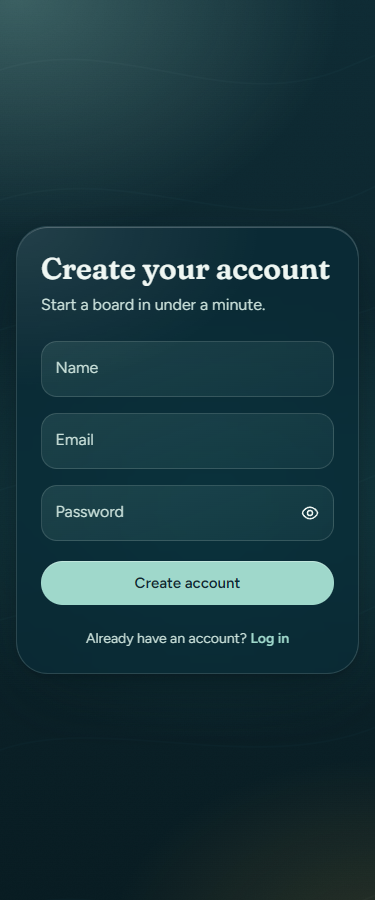 Create your account
Start a board in under a minute.
Name
Email
Password
Create account
Already have an account? Log in